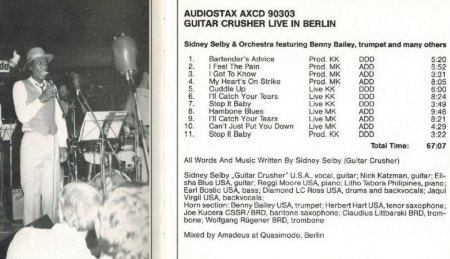 AUDIOSTAX AXCD 90303
GUITAR CRUSHER LIVE IN BERLIN
Sidney Selby & Orchestra featuring Benny Bailey, trumpet and many others
1. Bartender's Advice Prod. KK DDD 5:20
2. I Feel The Pain Prod. MK ADD 5:52
3. I Got To Know Prod. MK ADD 3:31
4. My Heart's On Strike Prod. MK ADD 8:05
5. Cuddle Up Live KK DDD 6:00
6. I'll Catch Your Tears Live KK DDD 8:24
7. Stop It Baby Live KK DDD 3:49
8. Hambone Blues Live MK ADD 9:46
9. I'll Catch Your Tears Live MK ADD 8:21
10. Can't Just Put You Down Live MK ADD 4:29
11. Stop It Baby Prod. KK DDD 3:22
Total Time: 67:07
All Words And Music Written By Sidney Selby (Guitar Crusher)
Sidney Selby „Guitar Crusher" U.S.A., vocal, guitar; Nick Katzman, guitar; Eli-
sha Blue USA, guitar; Reggi Moore USA, piano; Litho Tabora Philipines, piano;
Earl Bostic USA, bass; Diamond LC Ross USA, drums and backvocals; Jaqui
Virgil USA, backvocals;
Horn section: Benny Bailey USA, trumpet; Herbert Hart USA, tenor saxophone;
Joe Kucera CSSR/BRD, baritone saxophone; Claudius Littbarski BRD, trom-
bone; Wolfgang Rügener BRD, trombone
Mixed by Amadeus at Quasimodo, Berlin